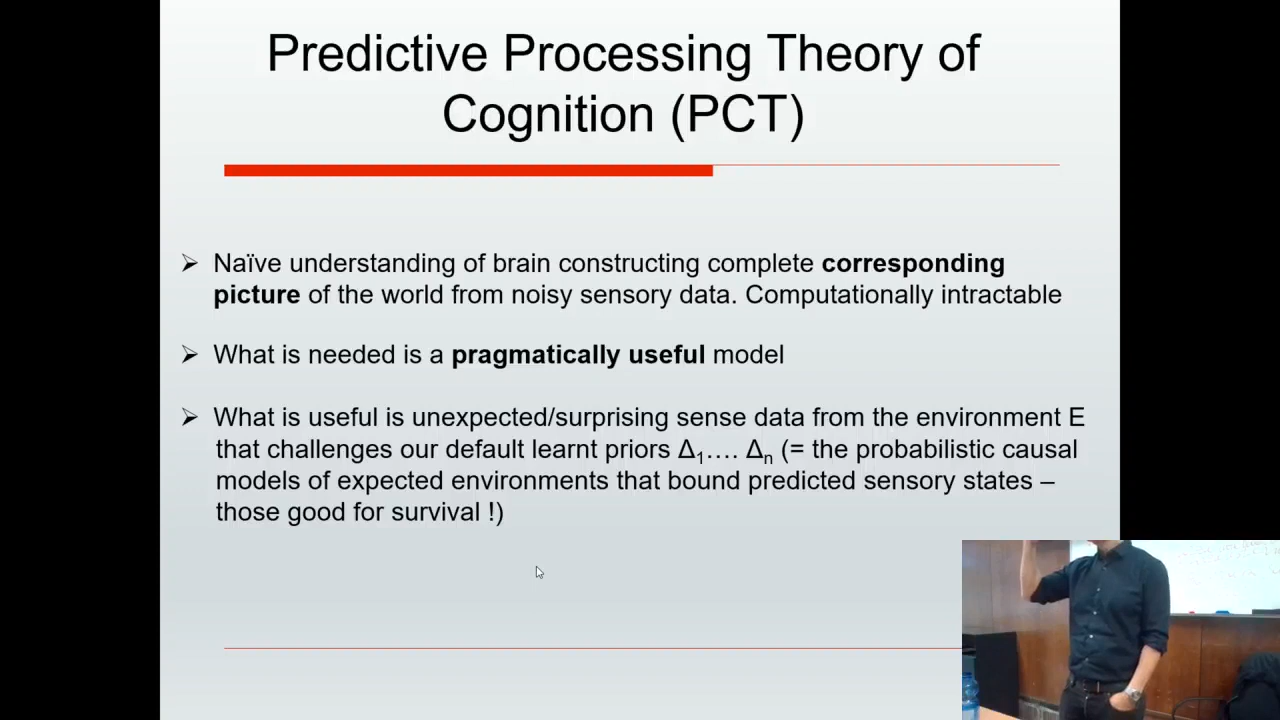 Predictive Processing Theory of
Cognition (PCT)
➢ Naïve understanding of brain constructing complete corresponding
picture of the world from noisy sensory data. Computationally intractable
➢ What is needed is a pragmatically useful model
➢ What is useful is unexpected/surprising sense data from the environment E
that challenges our default learnt priors Δ₁…. Δₙ (= the probabilistic causal
models of expected environments that bound predicted sensory states –
those good for survival !)